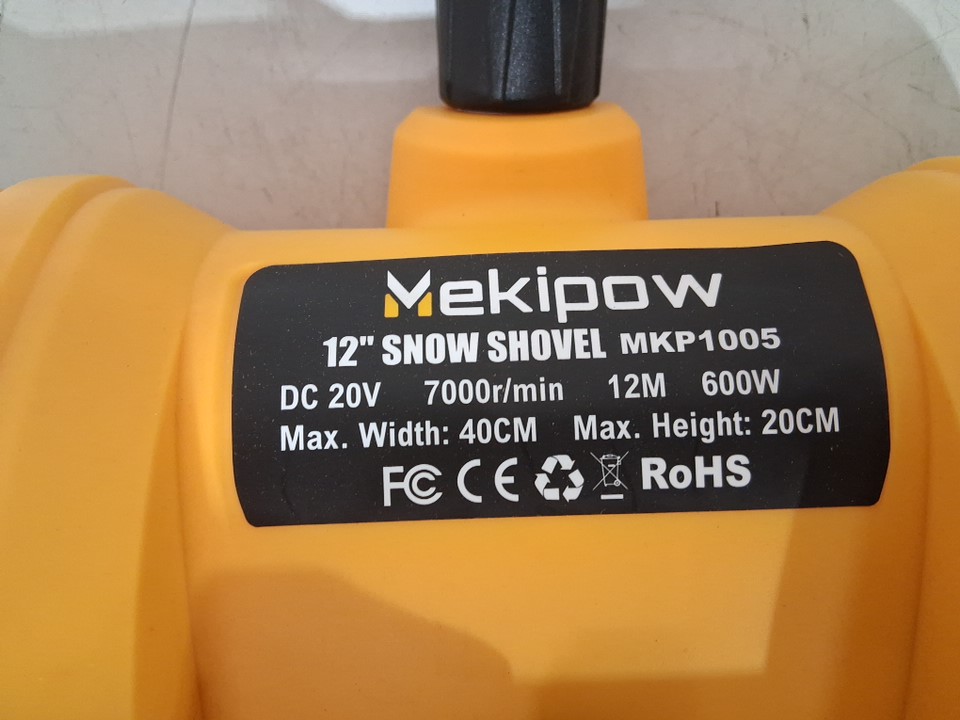 Mekipow
12" SNOW SHOVEL MKP1005
DC 20V 7000r/min 12M 600W
Max. Width: 40CM Max. Height: 20CM
FC CE RoHS